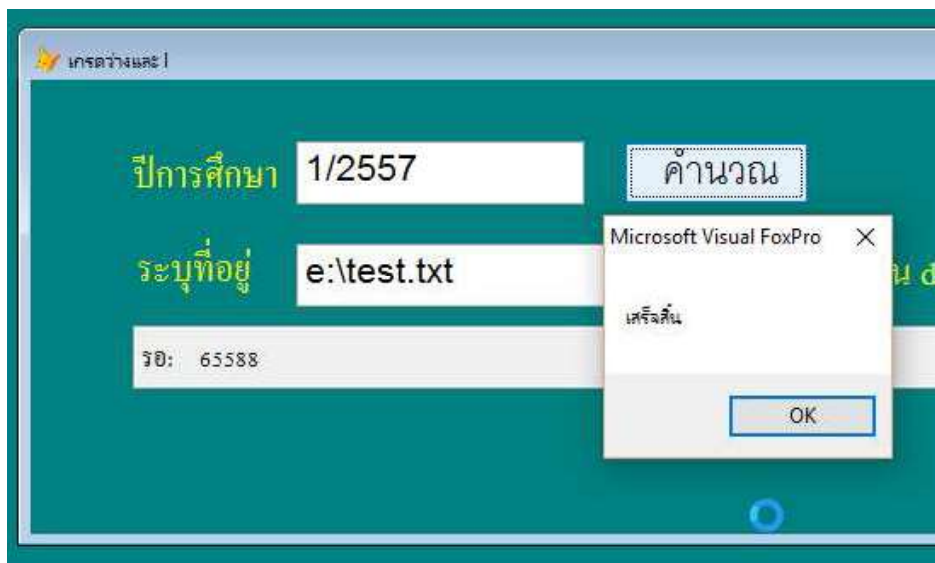 เกรดว่างและ I
ปีการศึกษา 1/2557 คำนวณ
Microsoft Visual FoxPro
ระบุที่อยู่ e:\test.txt
เสร็จสิ้น
รอ: 65588
OK